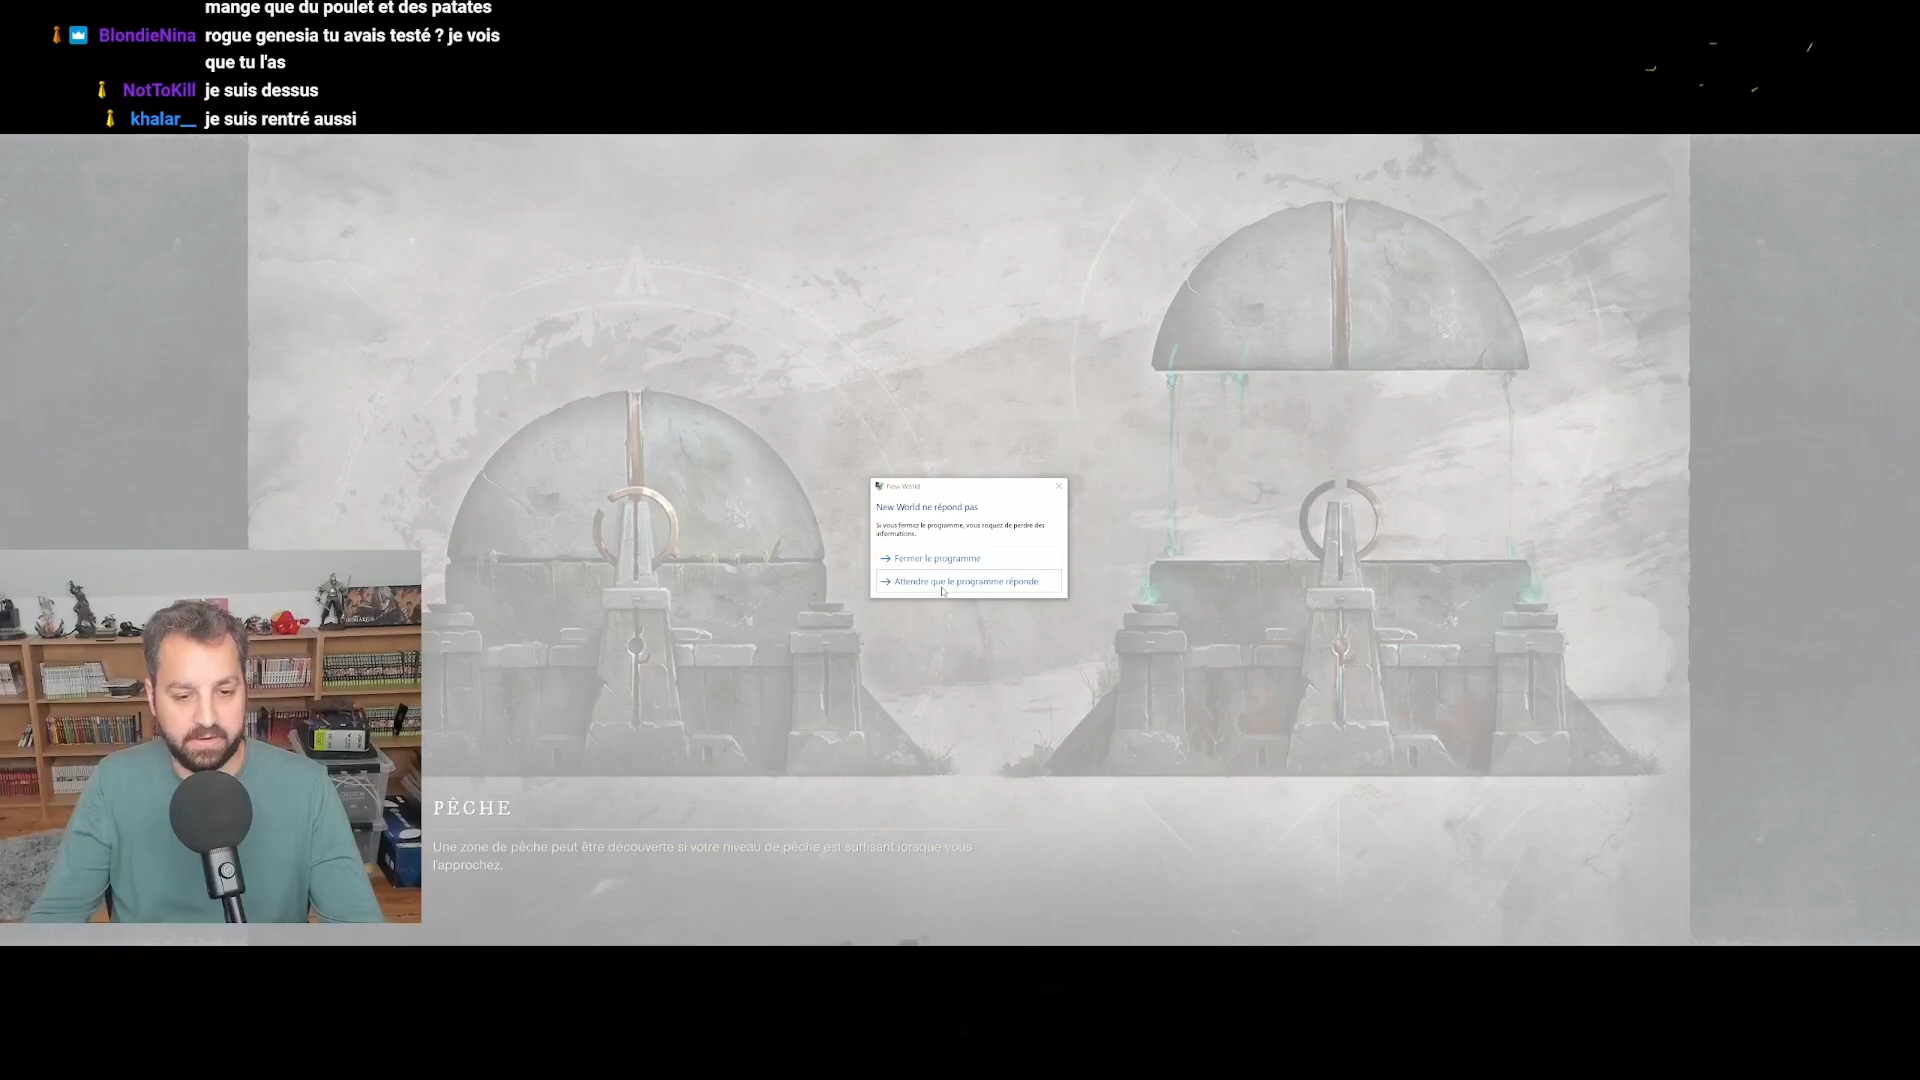 mange que du poulet et des patates
BlondieNina rogue genesia tu avais testé ? je vois
que tu l'as
NotToKill je suis dessus
khalar__ je suis rentré aussi
New World
New World ne répond pas
Si vous fermez le programme, vous risquez de perdre des
informations.
Fermer le programme
Attendre que le programme réponde
PÊCHE
Une zone de pêche peut être découverte si votre niveau de pêche est suffisant lorsque vous
l'approchez.